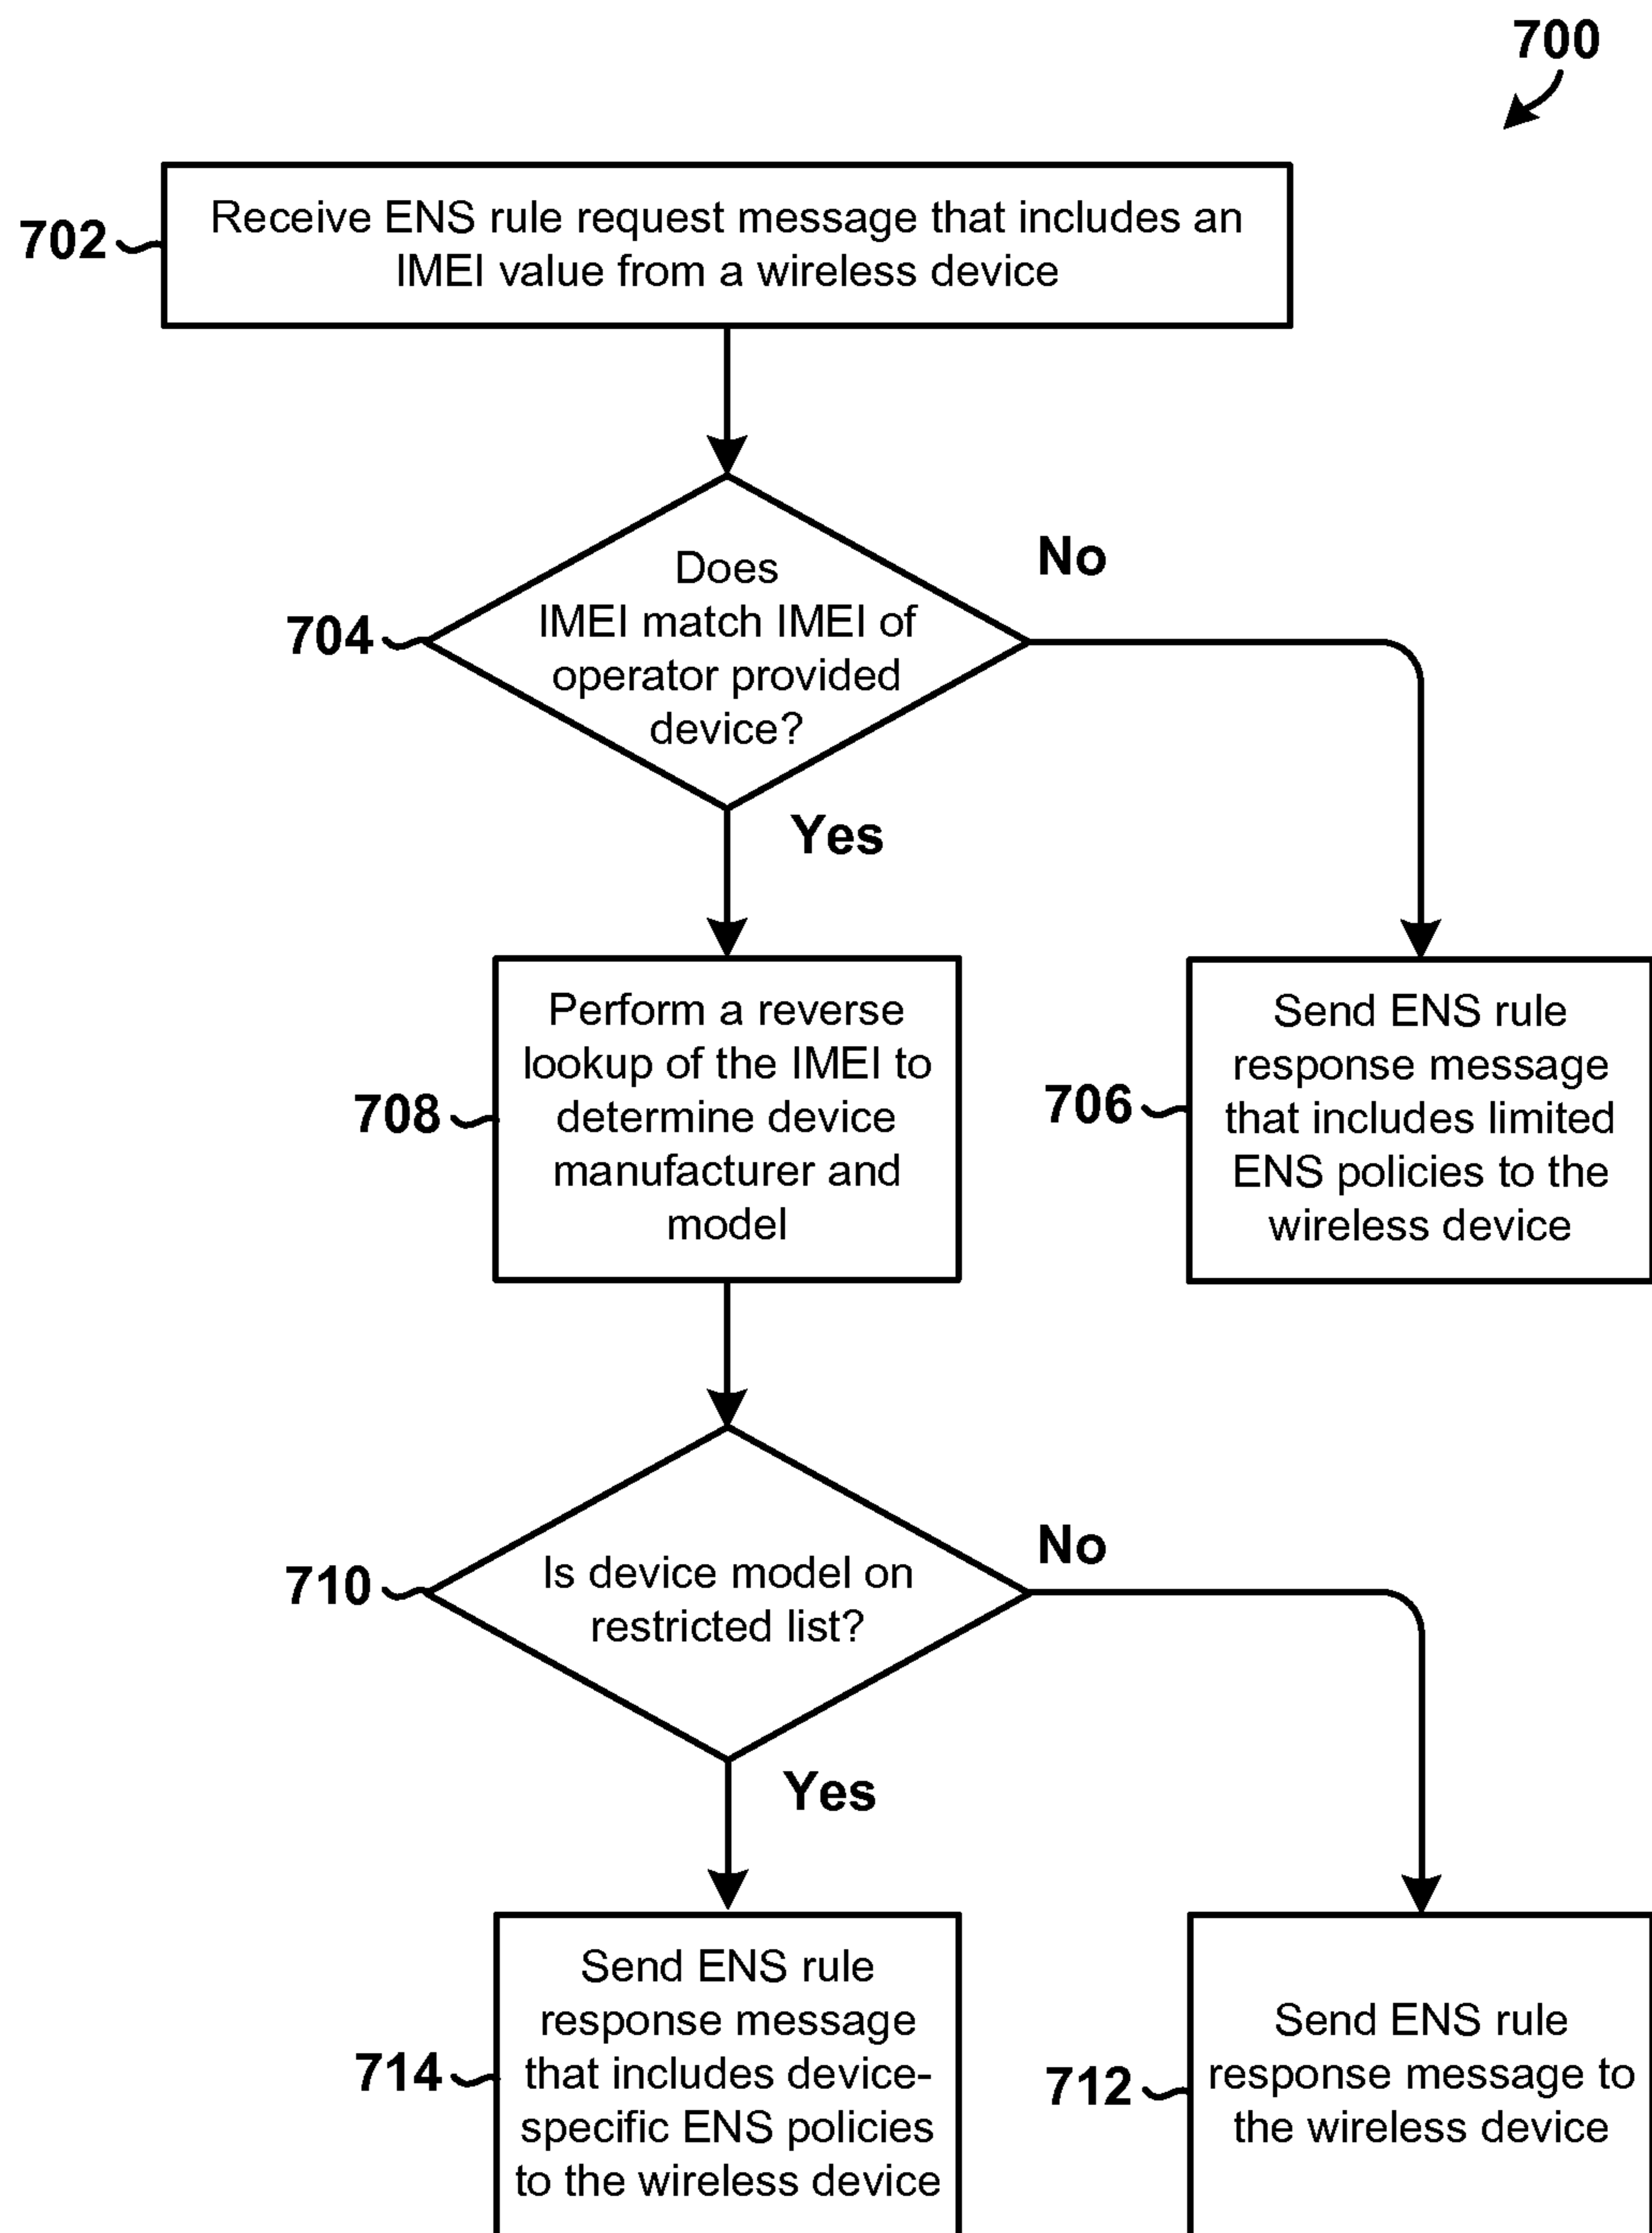 700
702
Receive ENS rule request message that includes an
IMEI value from a wireless device
704
Does
IMEI match IMEI of
operator provided
device?
No
Yes
708
Perform a reverse
lookup of the IMEI to
determine device
manufacturer and
model
706
Send ENS rule
response message
that includes limited
ENS policies to the
wireless device
710
Is device model on
restricted list?
No
Yes
714
Send ENS rule
response message
that includes device-
specific ENS policies
to the wireless device
712
Send ENS rule
response message to
the wireless device